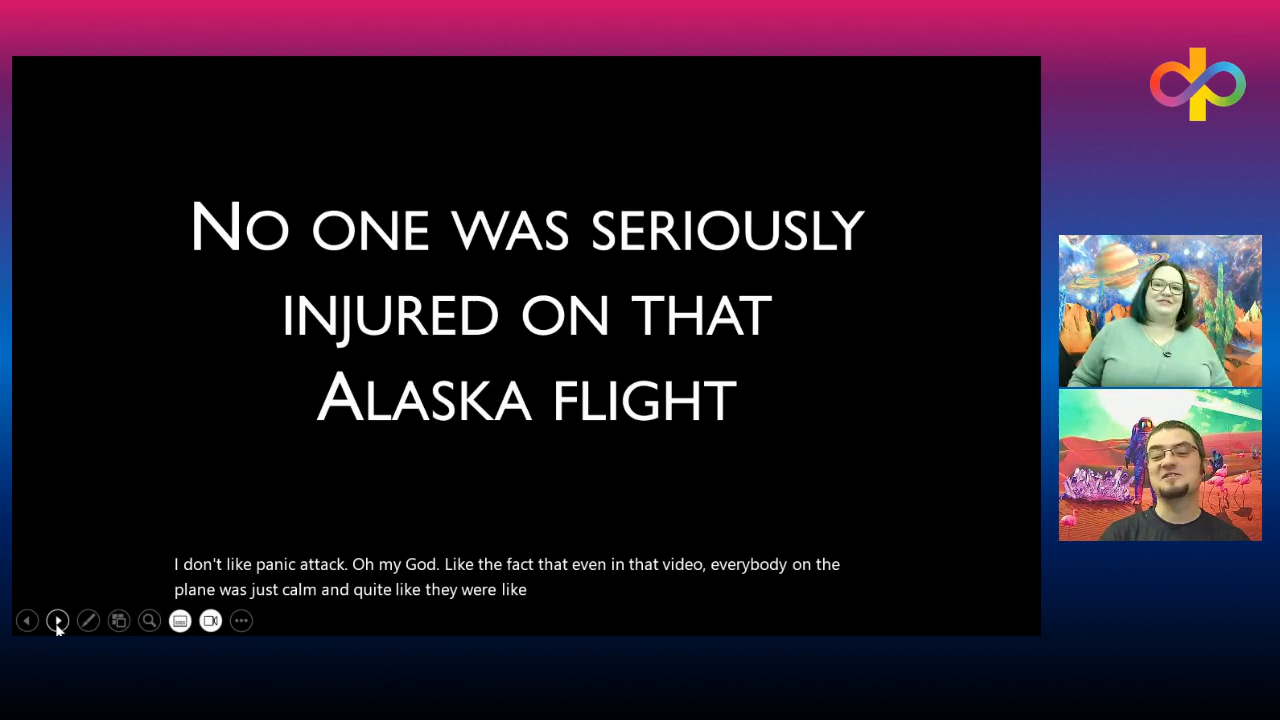 No one was seriously
injured on that
Alaska flight
I don't like panic attack. Oh my God. Like the fact that even in that video, everybody on the
plane was just calm and quite like they were like